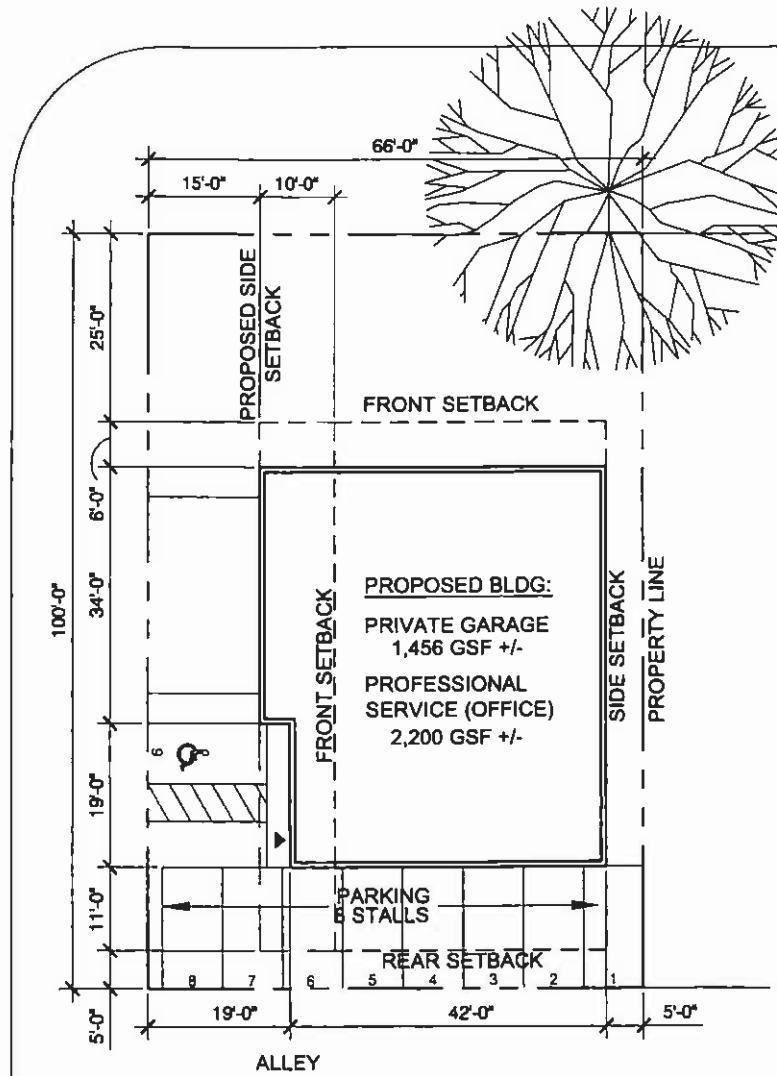 66'-0"
15'-0"
10'-0"
25'-0"
PROPOSED SIDE
SETBACK
FRONT SETBACK
6'-0"
34'-0"
100'-0"
PROPOSED BLDG:
PRIVATE GARAGE
1,456 GSF +/-
PROFESSIONAL
SERVICE (OFFICE)
2,200 GSF +/-
FRONT SETBACK
SIDE SETBACK
PROPERTY LINE
9
19'-0"
PARKING
8 STALLS
11'-0"
REAR SETBACK
8 7 6 5 4 3 2 1
5'-0"
19'-0"
42'-0"
5'-0"
ALLEY